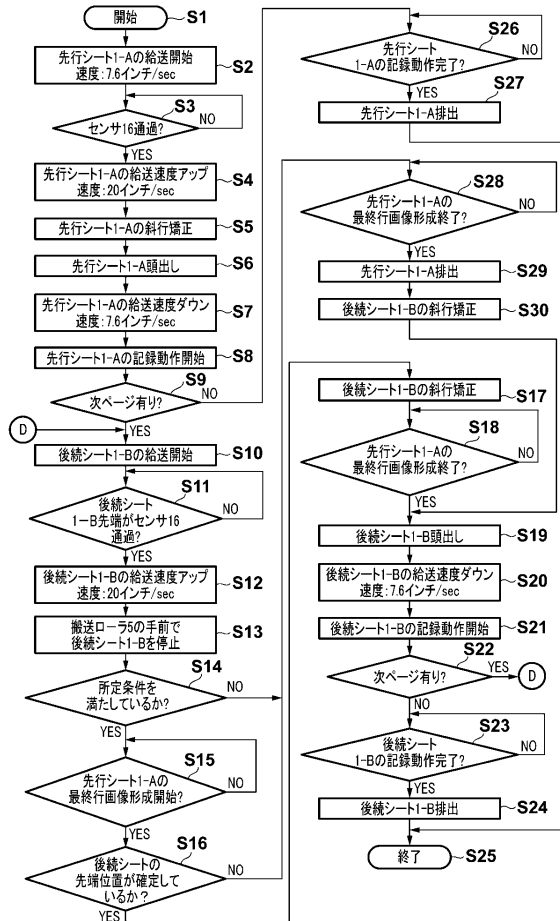 開始
S1
先行シート1-Aの給送開始
速度:7.6インチ/sec
S2
S3
センサ16通過?
NO
YES
先行シート1-Aの給送速度アップ
速度:20インチ/sec
S4
先行シート1-Aの斜行矯正
S5
先行シート1-A頭出し
S6
先行シート1-Aの給送速度ダウン
速度:7.6インチ/sec
S7
先行シート1-Aの記録動作開始
S8
S9
次ページ有り?
NO
D
YES
後続シート1-Bの給送開始
S10
S11
後続シート
1-B先端がセンサ16
通過?
NO
YES
後続シート1-Bの給送速度アップ
速度:20インチ/sec
S12
搬送ローラ5の手前で
後続シート1-Bを停止
S13
S14
所定条件を
満たしているか?
NO
YES
S15
先行シート1-Aの
最終行画像形成開始?
NO
YES
S16
後続シートの
先端位置が確定して
いるか?
NO
YES
S26
先行シート
1-Aの記録動作完了?
NO
YES
S27
先行シート1-A排出
S28
先行シート1-Aの
最終行画像形成終了?
NO
YES
先行シート1-A排出
S29
後続シート1-Bの斜行矯正
S30
後続シート1-Bの斜行矯正
S17
S18
先行シート1-Aの
最終行画像形成終了?
NO
YES
後続シート1-B頭出し
S19
後続シート1-Bの給送速度ダウン
速度:7.6インチ/sec
S20
後続シート1-Bの記録動作開始
S21
S22
次ページ有り?
YES
D
NO
S23
後続シート
1-Bの記録動作完了?
NO
YES
後続シート1-B排出
S24
終了
S25